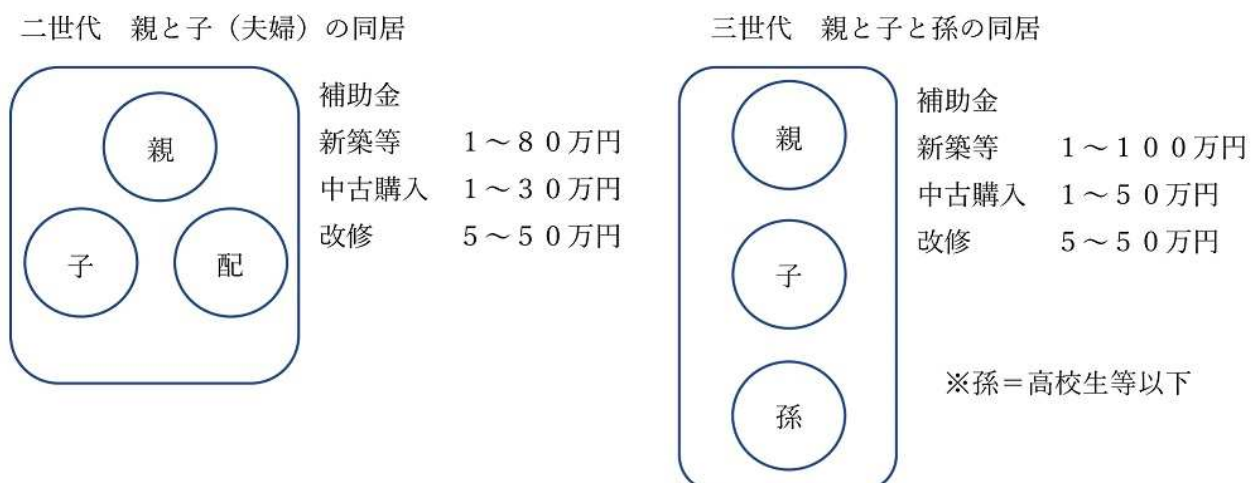 二世代　親と子（夫婦）の同居
親
子
配
補助金
新築等　１～８０万円
中古購入　１～３０万円
改修　５～５０万円
三世代　親と子と孫の同居
親
子
孫
補助金
新築等　１～１００万円
中古購入　１～５０万円
改修　５～５０万円
※孫＝高校生等以下